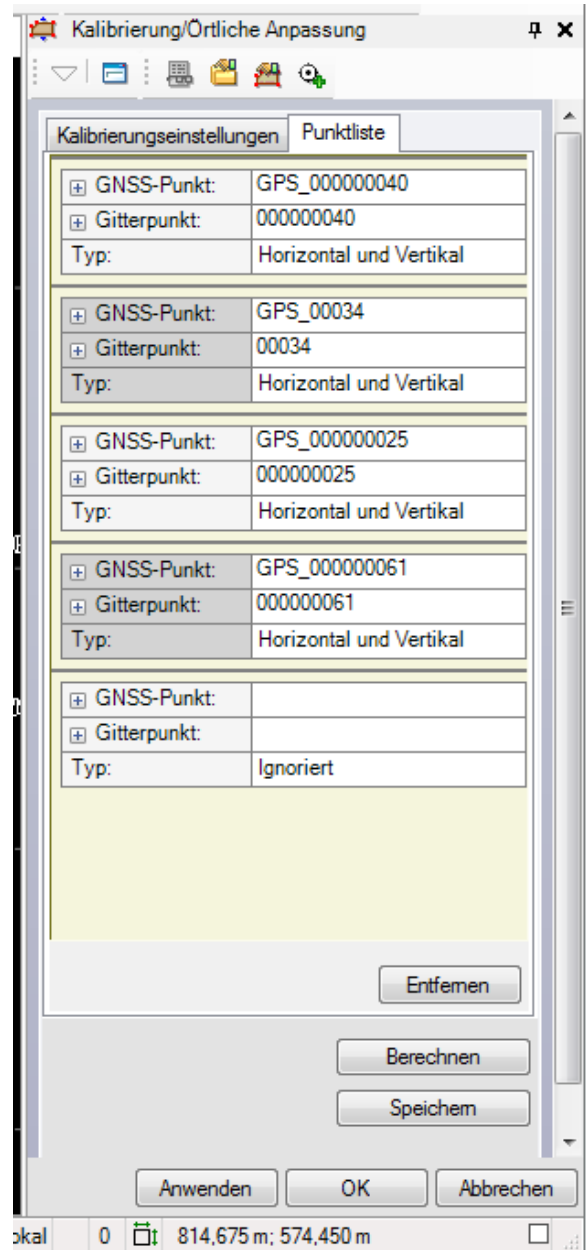 Kalibrierung/Örtliche Anpassung
Kalibrierungseinstellungen Punktliste
GNSS-Punkt: GPS_000000040
Gitterpunkt: 000000040
Typ: Horizontal und Vertikal
GNSS-Punkt: GPS_00034
Gitterpunkt: 00034
Typ: Horizontal und Vertikal
GNSS-Punkt: GPS_000000025
Gitterpunkt: 000000025
Typ: Horizontal und Vertikal
GNSS-Punkt: GPS_000000061
Gitterpunkt: 000000061
Typ: Horizontal und Vertikal
GNSS-Punkt:
Gitterpunkt:
Typ: Ignoriert
Entfernen
Berechnen
Speichern
Anwenden OK Abbrechen
okal 0 814,675 m; 574,450 m